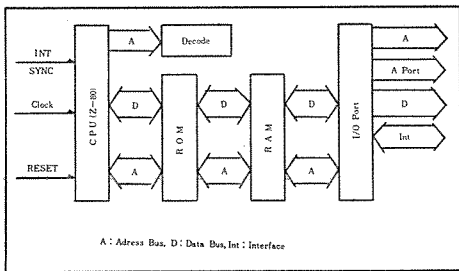 INT
SYNC
Clock
RESET
CPU (Z-80)
A
Decode
D
A
ROM
D
A
RAM
D
A
I/O Port
A
A Port
D
Int
A : Adress Bus, D : Data Bus, Int : Interface